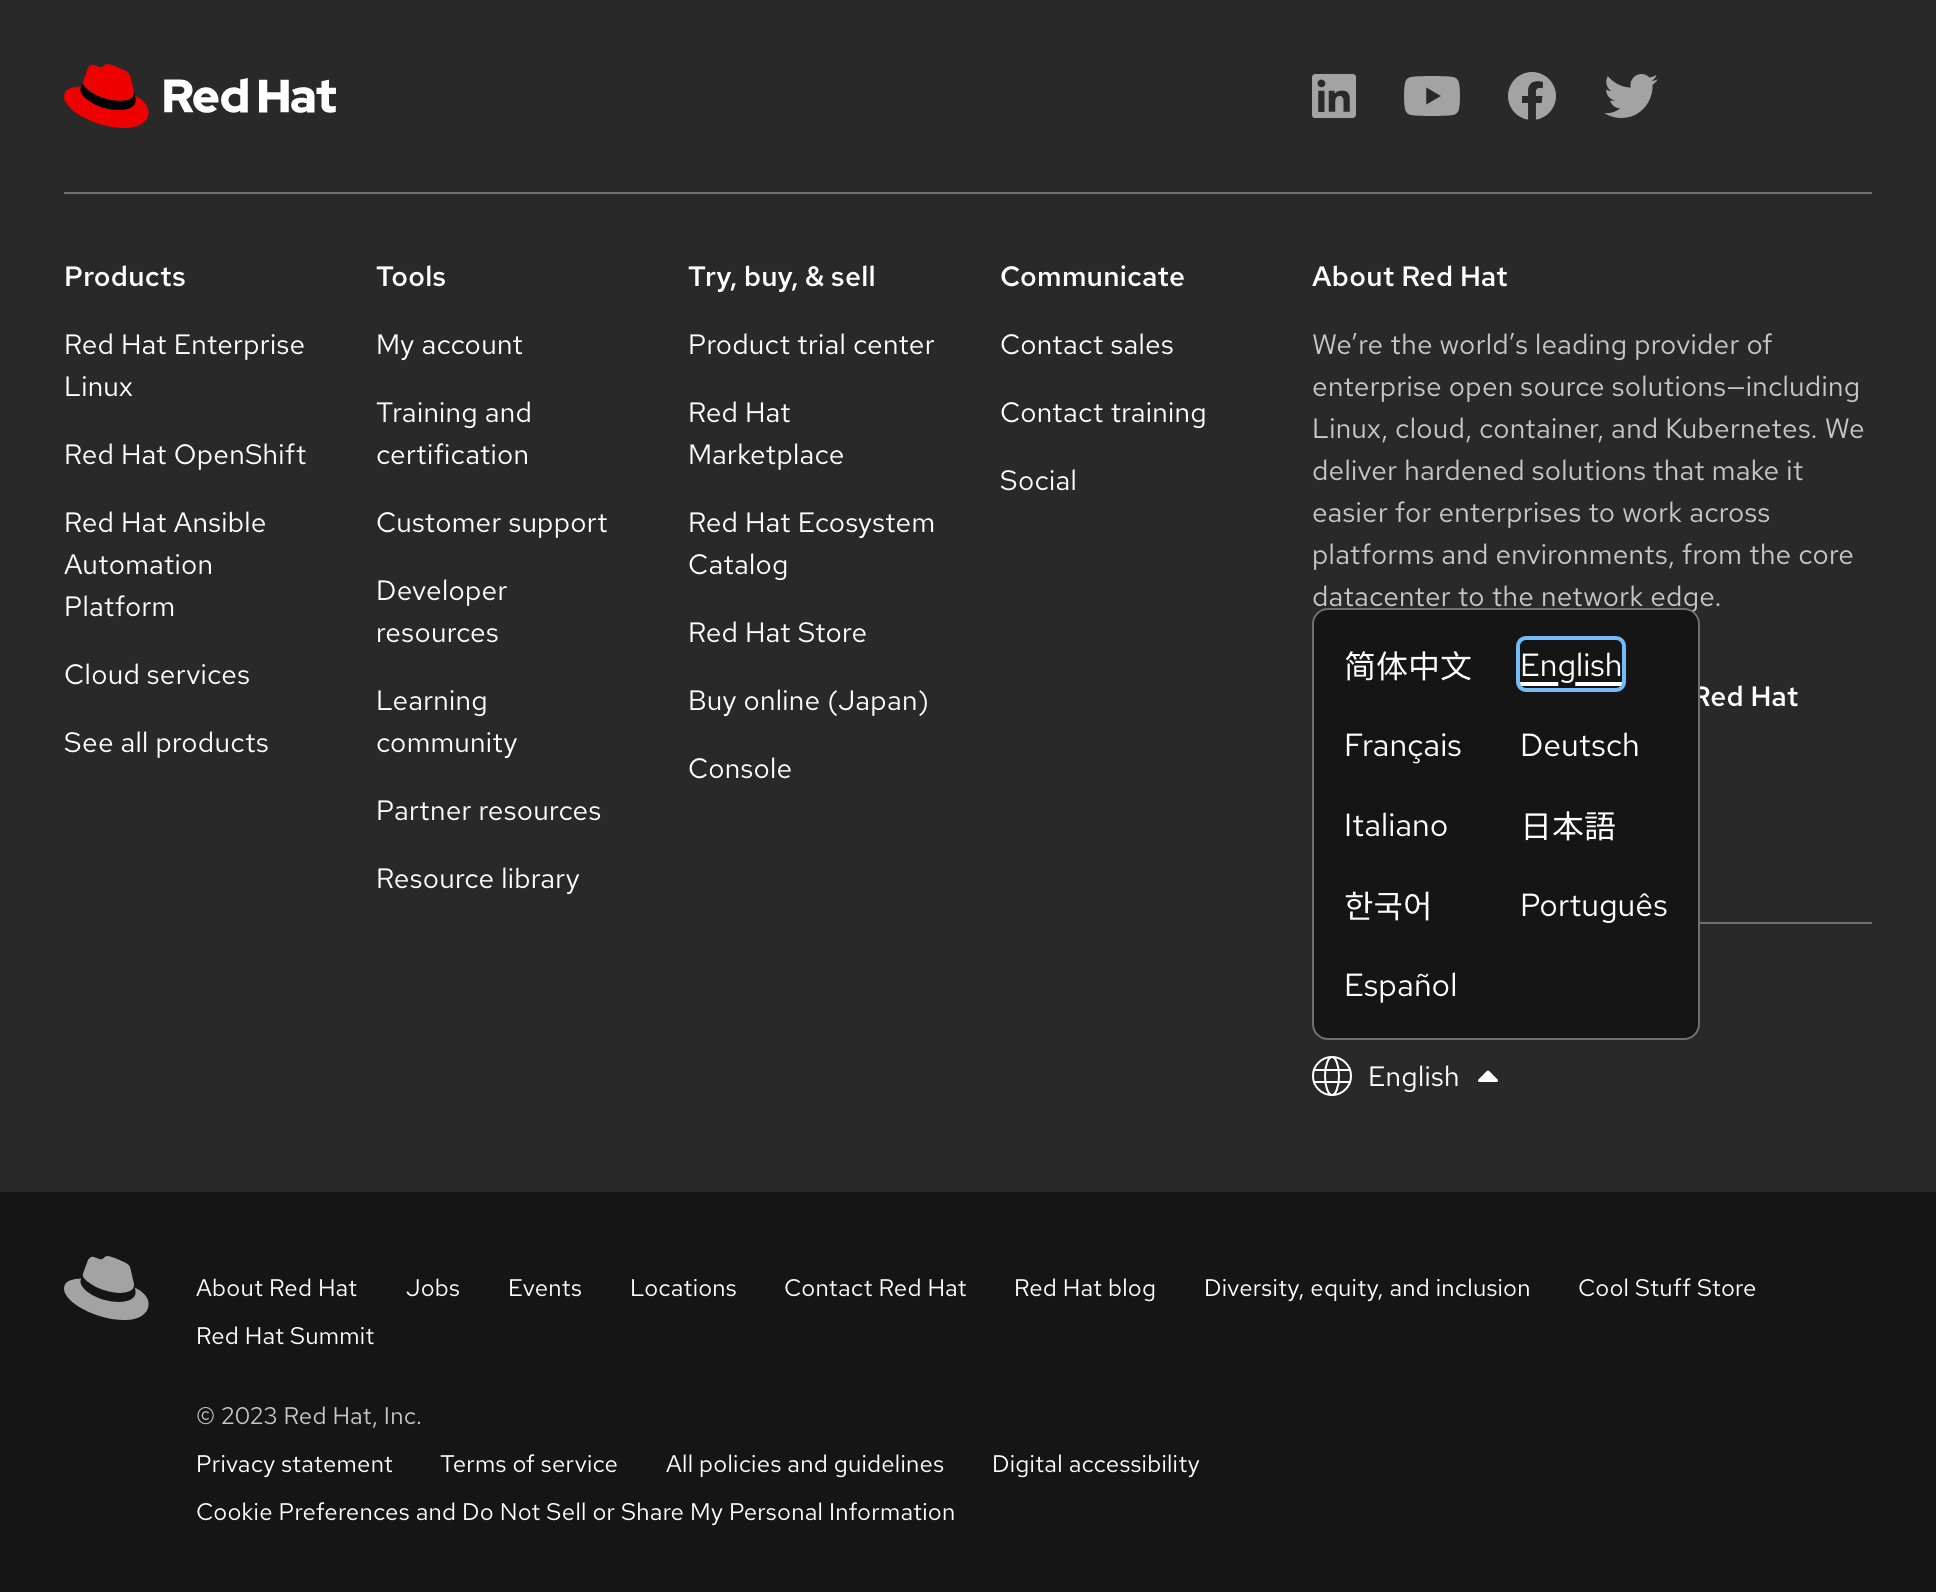 Red Hat
Products
Red Hat Enterprise
Linux
Red Hat OpenShift
Red Hat Ansible
Automation
Platform
Cloud services
See all products
Tools
My account
Training and
certification
Customer support
Developer
resources
Learning
community
Partner resources
Resource library
Try, buy, & sell
Product trial center
Red Hat
Marketplace
Red Hat Ecosystem
Catalog
Red Hat Store
Buy online (Japan)
Console
Communicate
Contact sales
Contact training
Social
About Red Hat
We’re the world’s leading provider of
enterprise open source solutions—including
Linux, cloud, container, and Kubernetes. We
deliver hardened solutions that make it
easier for enterprises to work across
platforms and environments, from the core
datacenter to the network edge.
Red Hat
简体中文 English
Français Deutsch
Italiano 日本語
한국어 Português
Español
English
About Red Hat Jobs Events Locations Contact Red Hat Red Hat blog Diversity, equity, and inclusion Cool Stuff Store
Red Hat Summit
© 2023 Red Hat, Inc.
Privacy statement Terms of service All policies and guidelines Digital accessibility
Cookie Preferences and Do Not Sell or Share My Personal Information